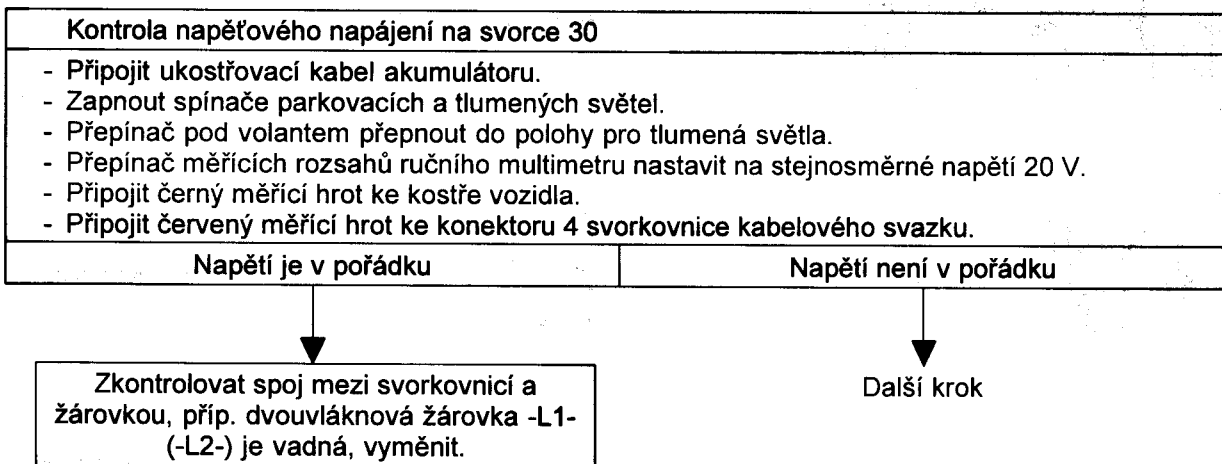 Kontrola napěťového napájení na svorce 30
- Připojit ukostřovací kabel akumulátoru.
- Zapnout spínače parkovacích a tlumených světel.
- Přepínač pod volantem přepnout do polohy pro tlumená světla.
- Přepínač měřících rozsahů ručního multimetru nastavit na stejnosměrné napětí 20 V.
- Připojit černý měřící hrot ke kostře vozidla.
- Připojit červený měřící hrot ke konektoru 4 svorkovnice kabelového svazku.
Napětí je v pořádku
Napětí není v pořádku
Zkontrolovat spoj mezi svorkovnicí a
žárovkou, příp. dvouvláknová žárovka -L1-
(-L2-) je vadná, vyměnit.
Další krok